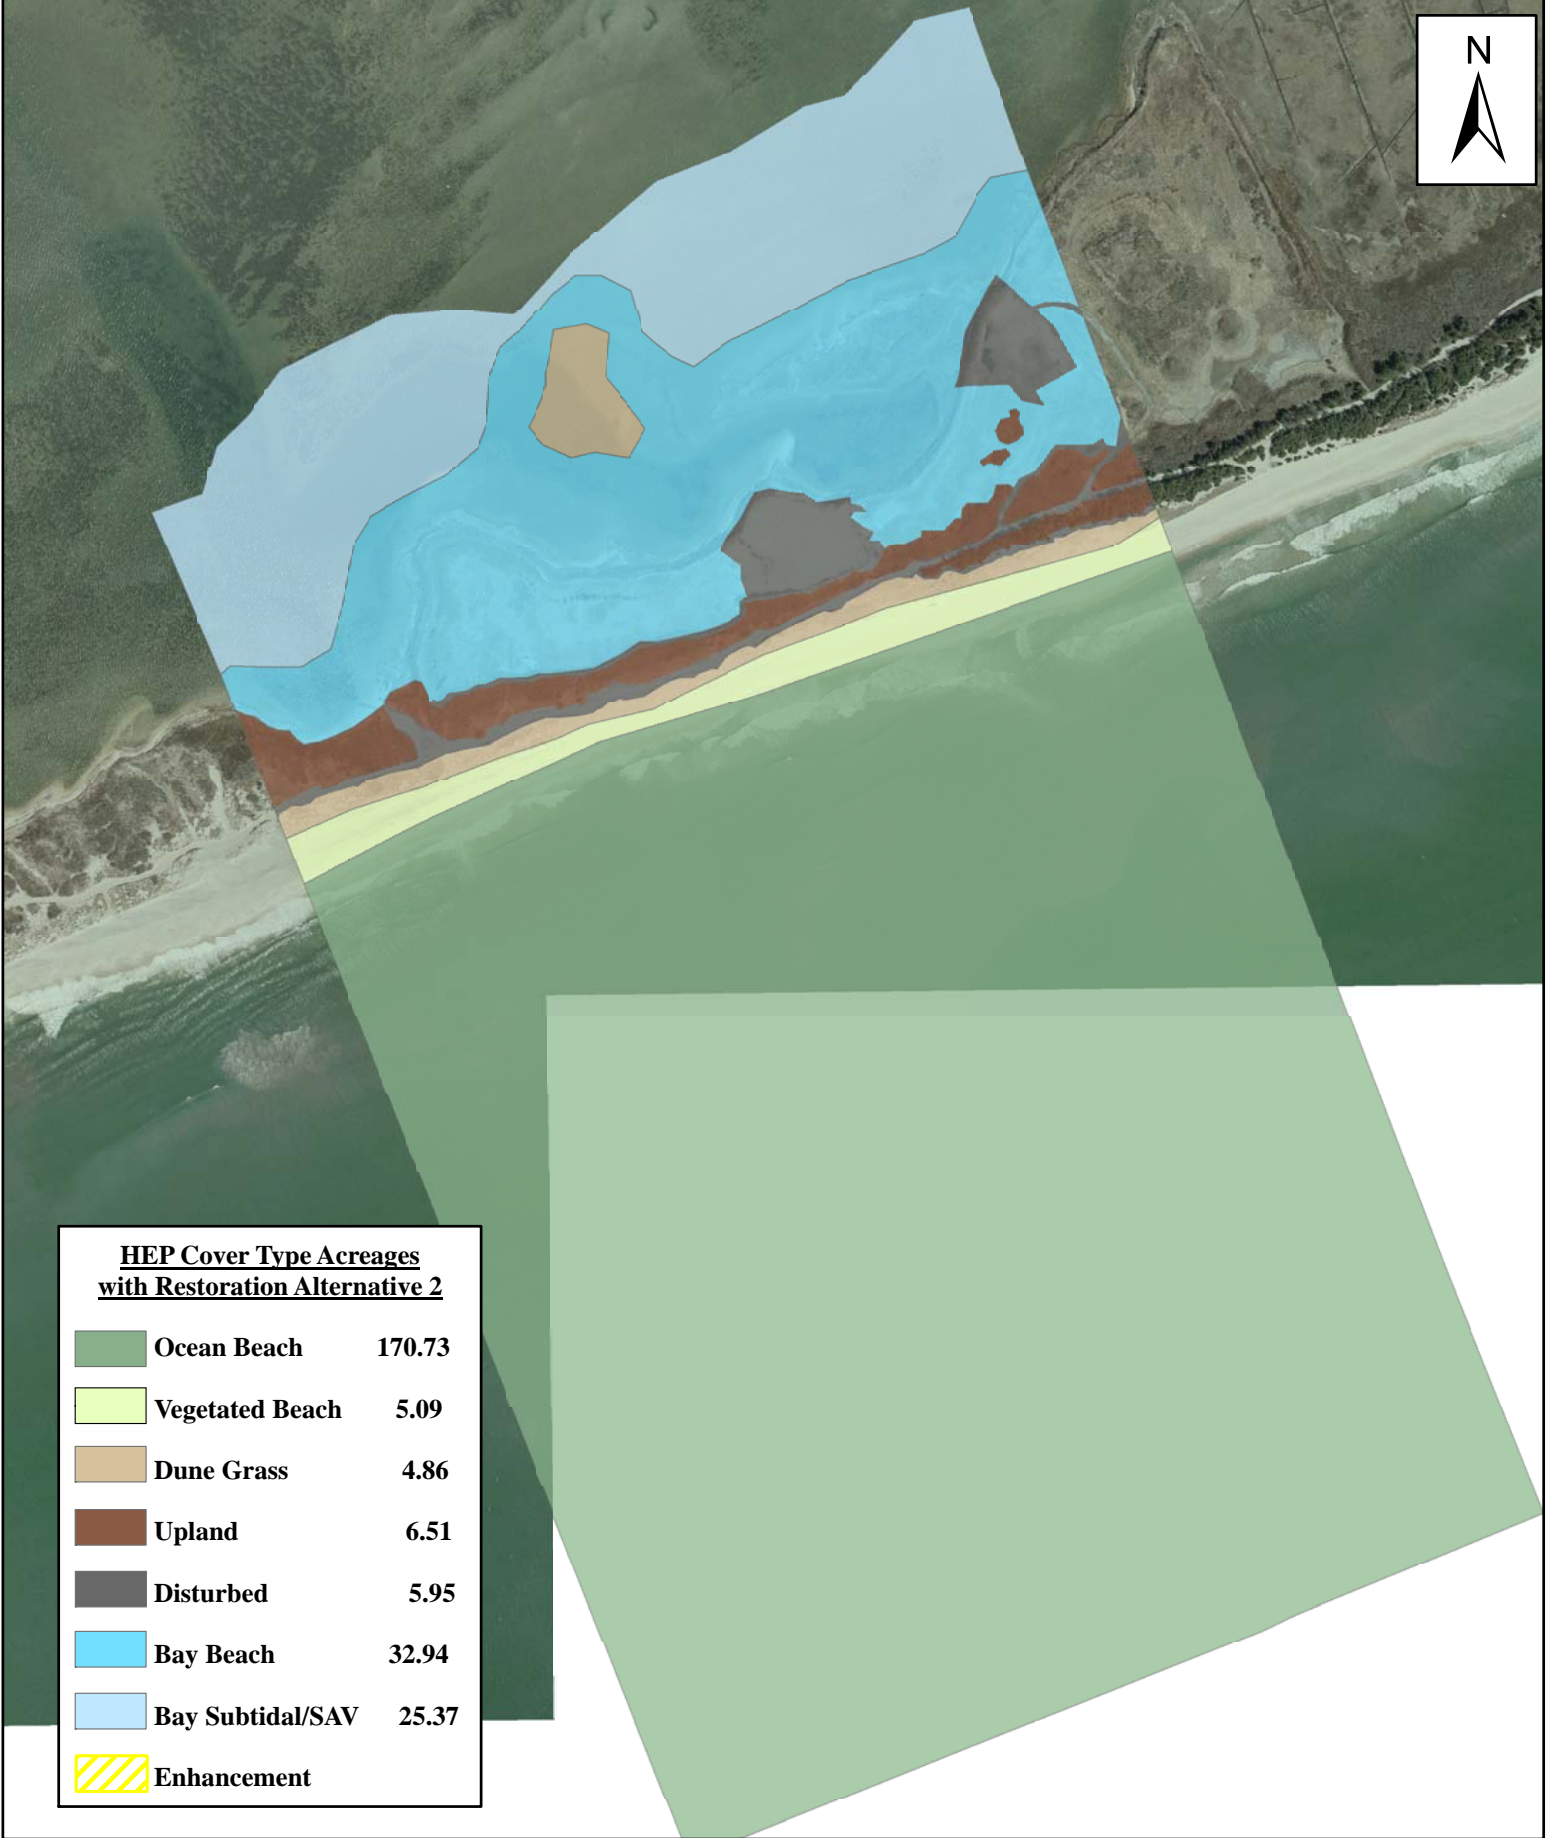 N
HEP Cover Type Acreages
with Restoration Alternative 2
Ocean Beach 170.73
Vegetated Beach 5.09
Dune Grass 4.86
Upland 6.51
Disturbed 5.95
Bay Beach 32.94
Bay Subtidal/SAV 25.37
Enhancement